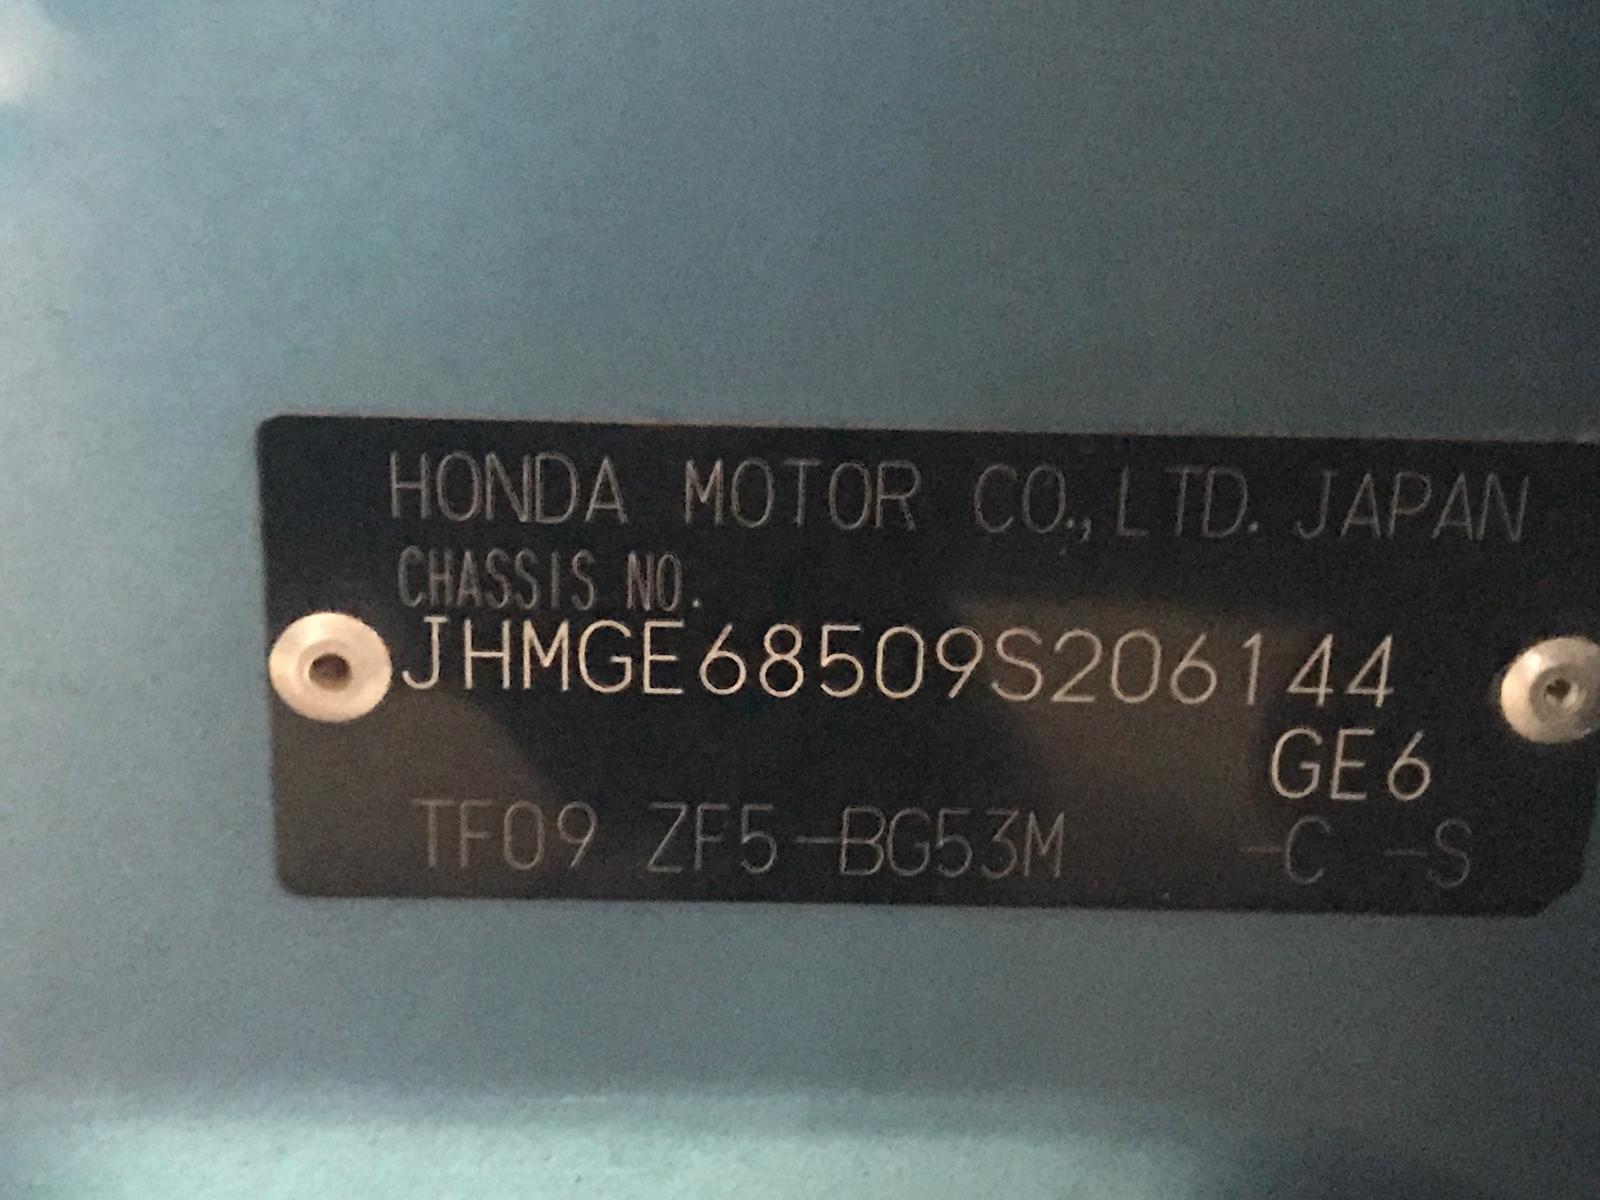 HONDA MOTOR CO., LTD. JAPAN
CHASSIS NO.
JHMGE68509S206144
GE6
TF09 ZF5-BG53M -C -S